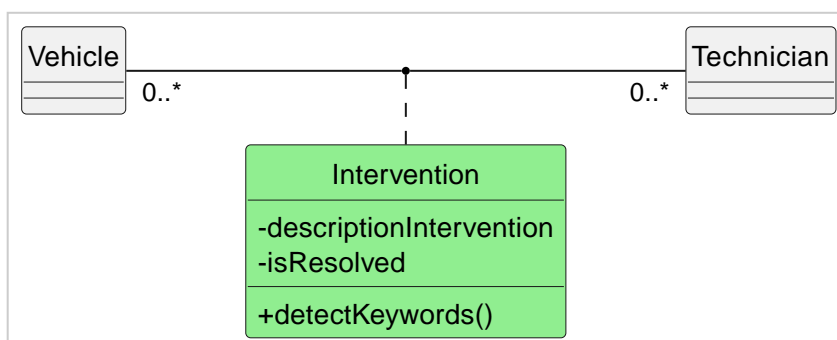 Vehicle
Technician
0..*
0..*
Intervention
-descriptionIntervention
-isResolved
+detectKeywords()